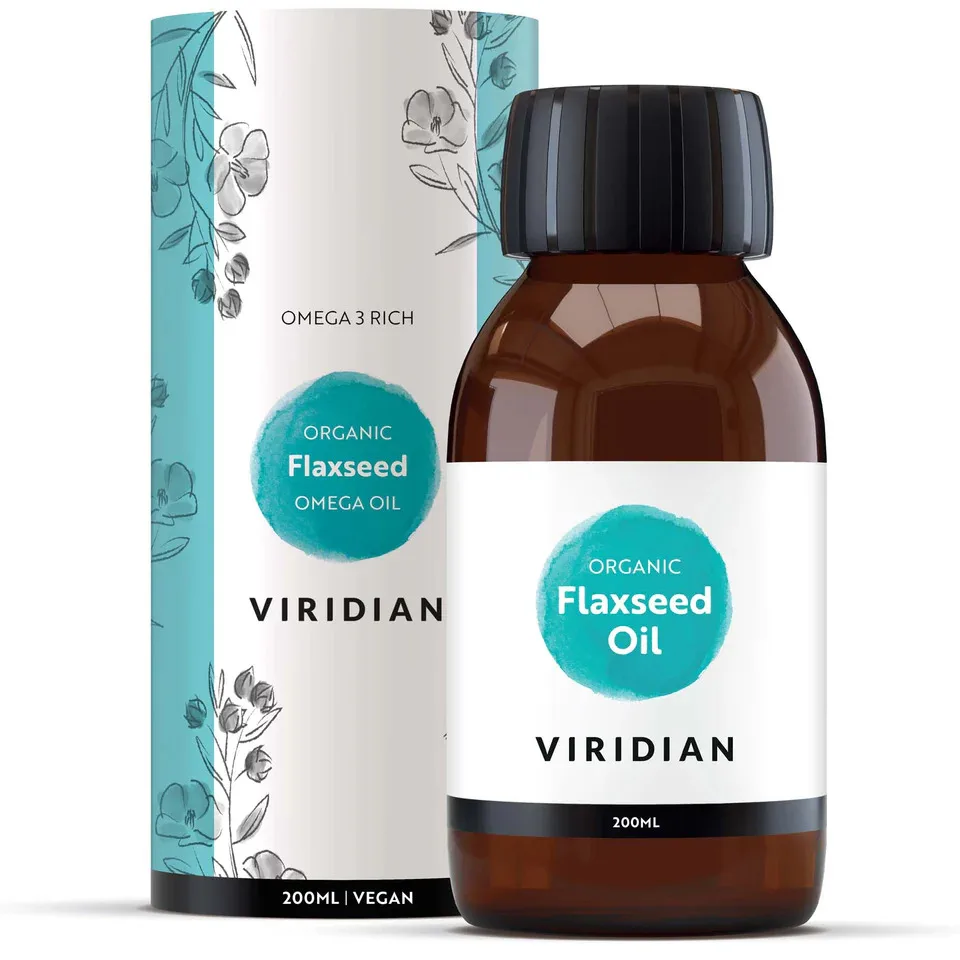 OMEGA 3 RICH
ORGANIC
Flaxseed
OMEGA OIL
VIRIDIAN
200ML | VEGAN
ORGANIC
Flaxseed
Oil
VIRIDIAN
200ML